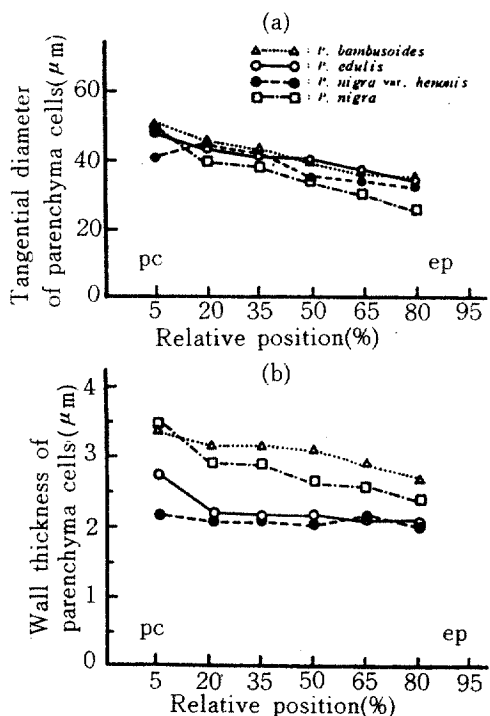 (a)
△ : P. bambusoides
○ : P. edulis
● : P. nigra var. henonis
□ : P. nigra
Tangential diameter
of parenchyma cells(μm)
60
40
20
0
pc
ep
5 20 35 50 65 80 95
Relative position(%)
(b)
Wall thickness of
parenchyma cells(μm)
4
3
2
1
0
pc
ep
5 20 35 50 65 80 95
Relative position(%)